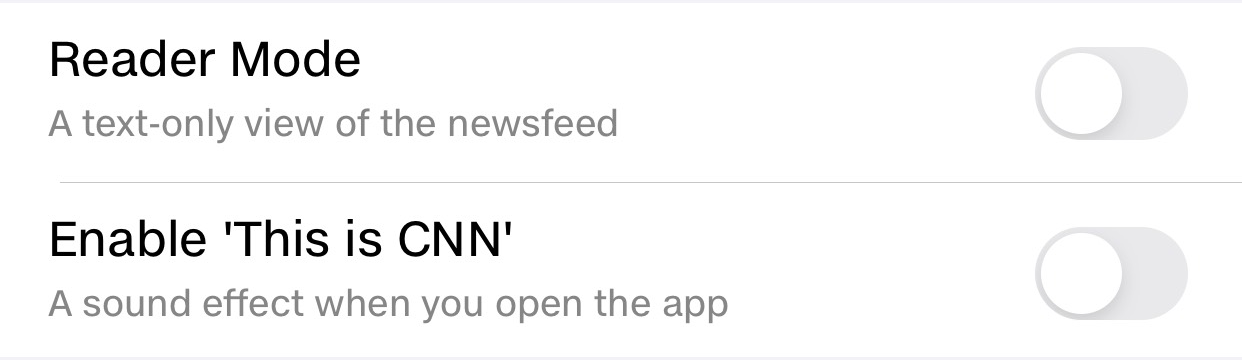 Reader Mode
A text-only view of the newsfeed
Enable 'This is CNN'
A sound effect when you open the app